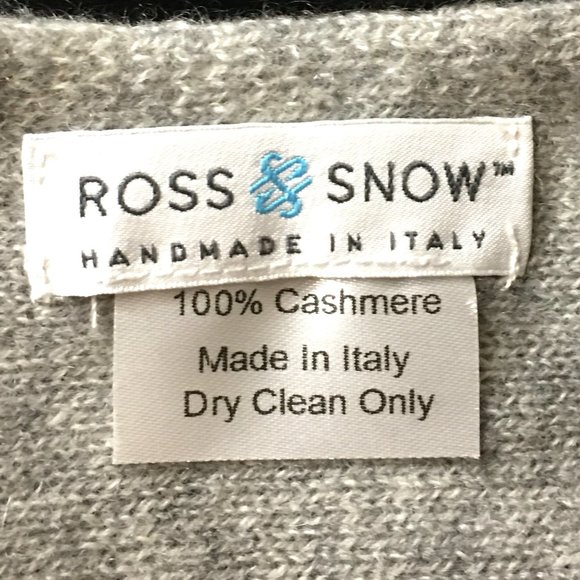 ROSS SNOW™
HANDMADE IN ITALY
100% Cashmere
Made In Italy
Dry Clean Only